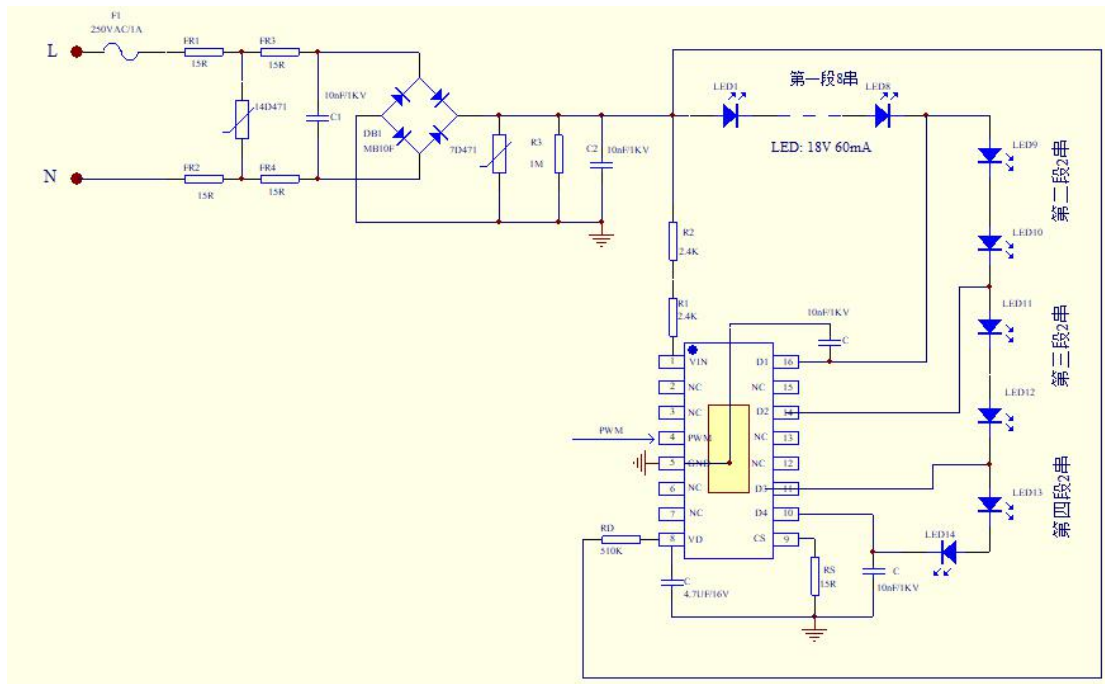 F1
250VAC/1A
L
FR1
15R
FR3
15R
14D471
10nF/1KV
C1
N
FR2
15R
FR4
15R
DB1
MB10F
7D471
R3
1M
C2
10nF/1KV
LED1
第一段8串
LED8
LED: 18V 60mA
LED9
第二段2串
LED10
R2
2.4K
R1
2.4K
10nF/1KV
C
LED11
第三段2串
LED12
1
VIN
D1
16
2
NC
NC
15
3
NC
D2
14
PWM
4
PWM
NC
13
5
GND
NC
12
6
NC
D3
11
7
NC
D4
10
8
VD
CS
9
RD
510K
C
4.7UF/16V
RS
15R
C
10nF/1KV
LED14
LED13
第四段2串